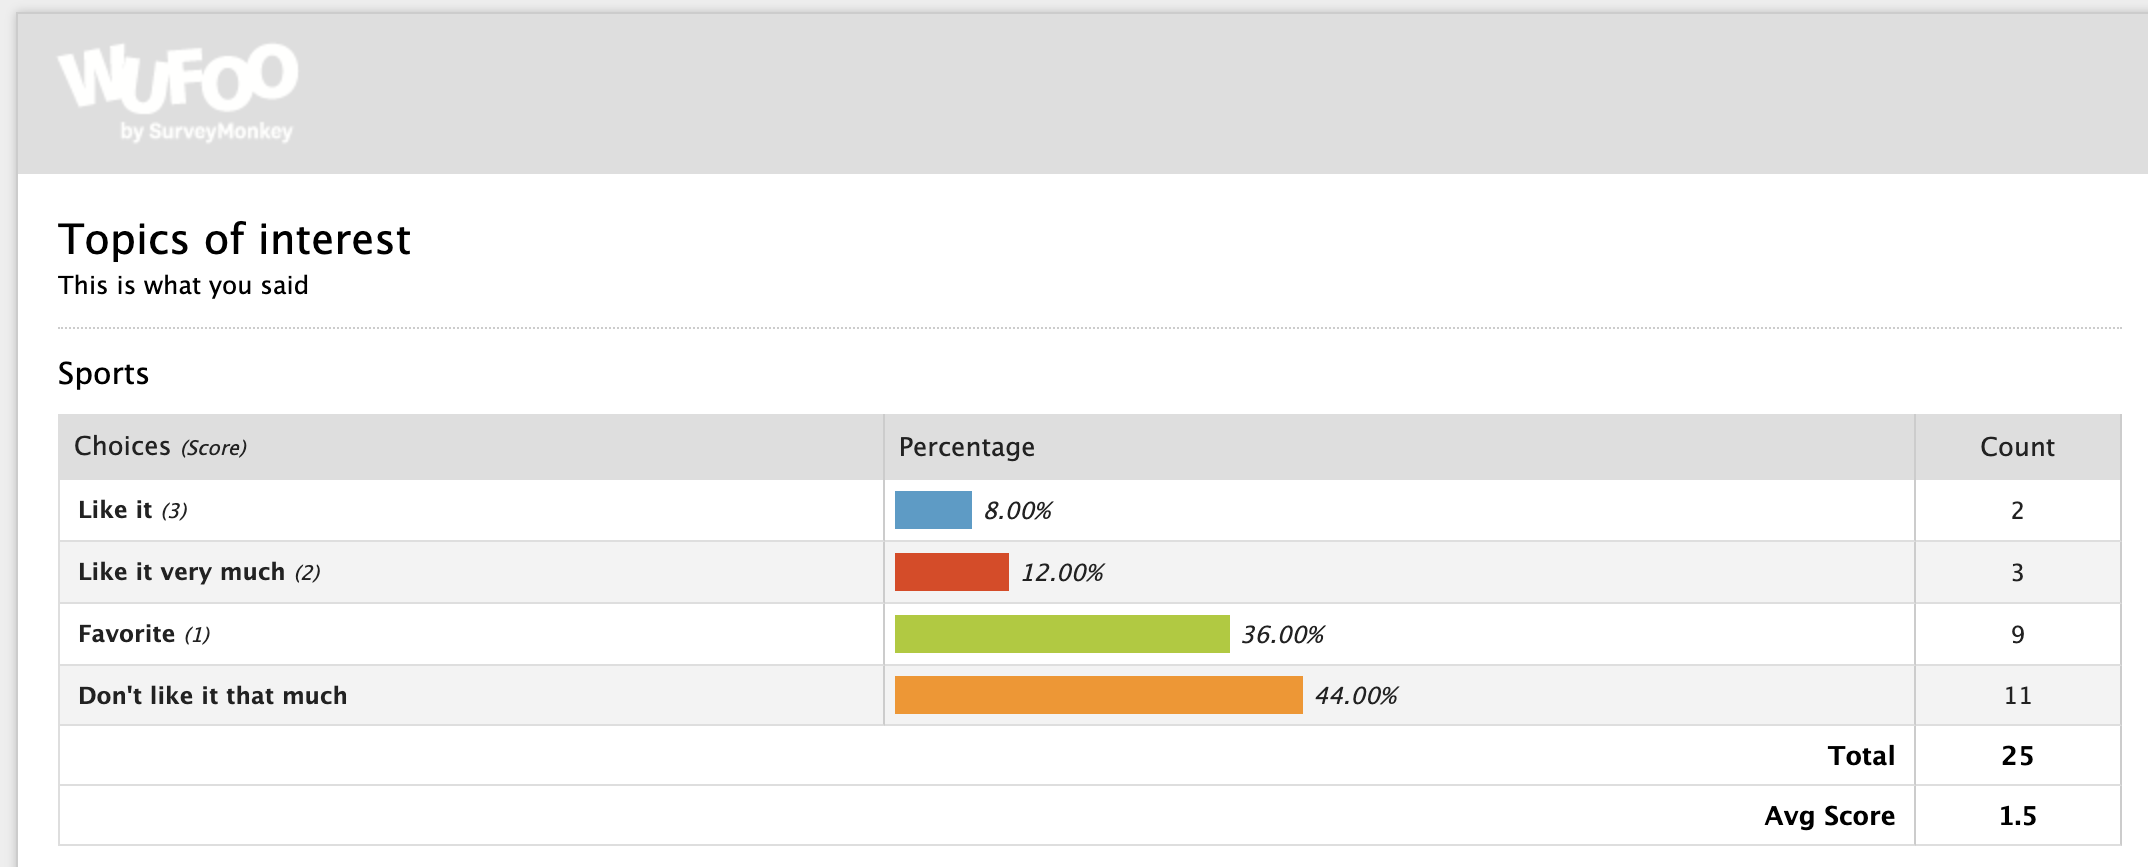 WUFOO
by SurveyMonkey
Topics of interest
This is what you said
Sports
Choices (Score) Percentage Count
Like it (3) 8.00% 2
Like it very much (2) 12.00% 3
Favorite (1) 36.00% 9
Don't like it that much 44.00% 11
Total 25
Avg Score 1.5